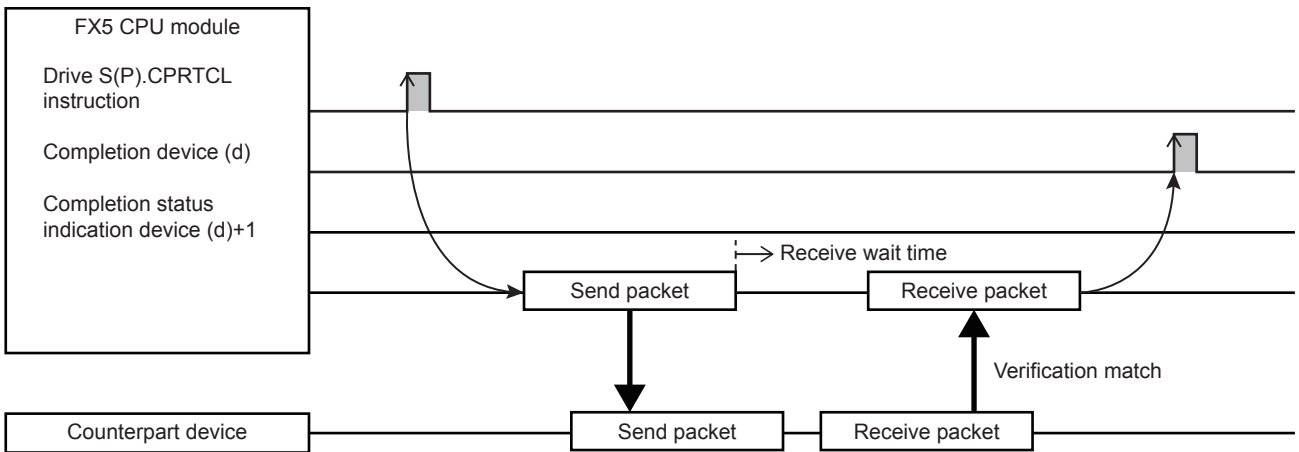 FX5 CPU module
Drive S(P).CPRTCL
instruction
Completion device (d)
Completion status
indication device (d)+1
Receive wait time
Send packet
Receive packet
Verification match
Counterpart device
Send packet
Receive packet